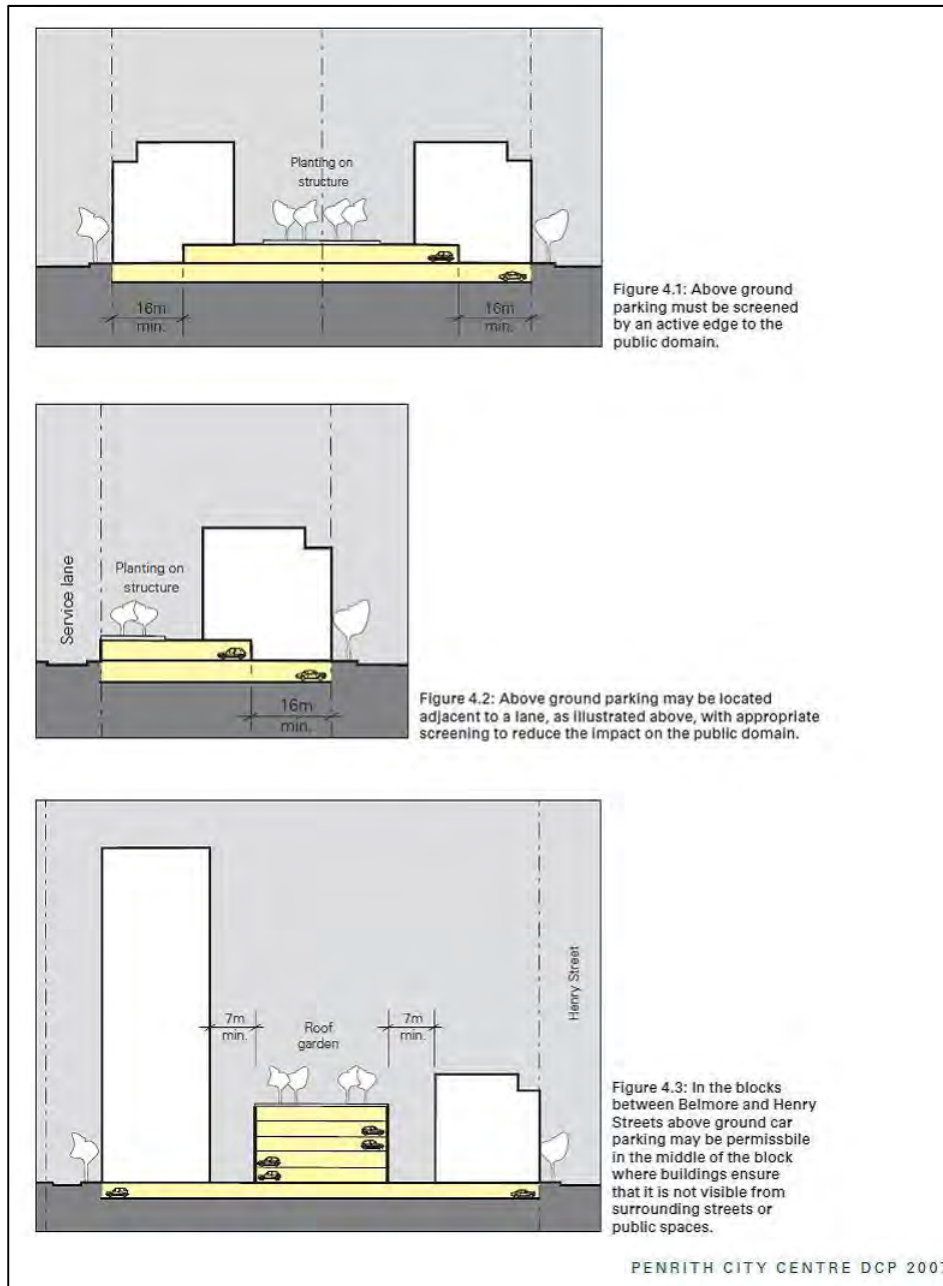 Planting on
structure
16m
min.
16m
min.
Figure 4.1: Above ground
parking must be screened
by an active edge to the
public domain.
Service lane
Planting on
structure
16m
min.
Figure 4.2: Above ground parking may be located
adjacent to a lane, as illustrated above, with appropriate
screening to reduce the impact on the public domain.
7m
min.
Roof
garden
7m
min.
Henry Street
Figure 4.3: In the blocks
between Belmore and Henry
Streets above ground car
parking may be permissbile
in the middle of the block
where buildings ensure
that it is not visible from
surrounding streets or
public spaces.
PENRITH CITY CENTRE DCP 2007